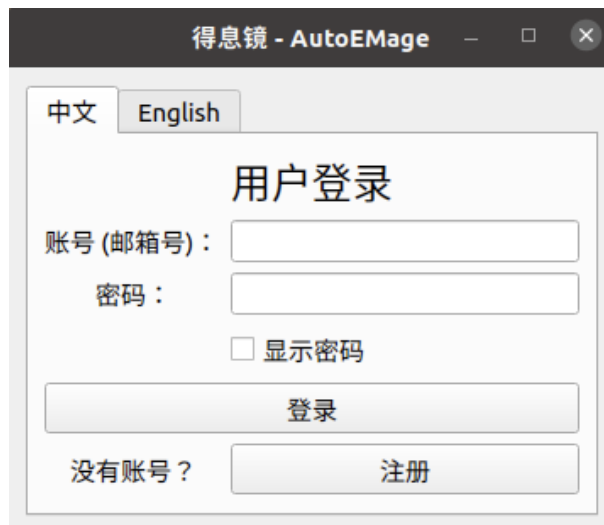 得息镜 - AutoEMage
中文 English
用户登录
账号 (邮箱号)：
密码：
显示密码
登录
没有账号？ 注册